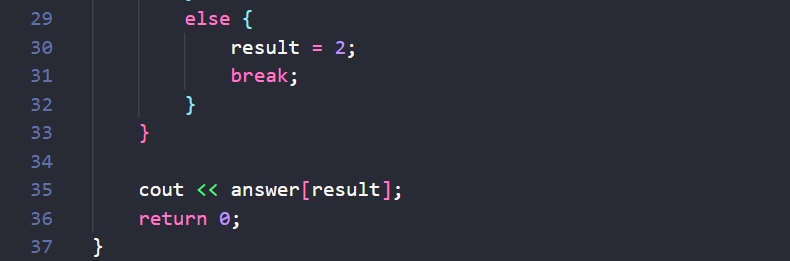 29 else {
30 result = 2;
31 break;
32 }
33 }
34
35 cout << answer[result];
36 return 0;
37 }